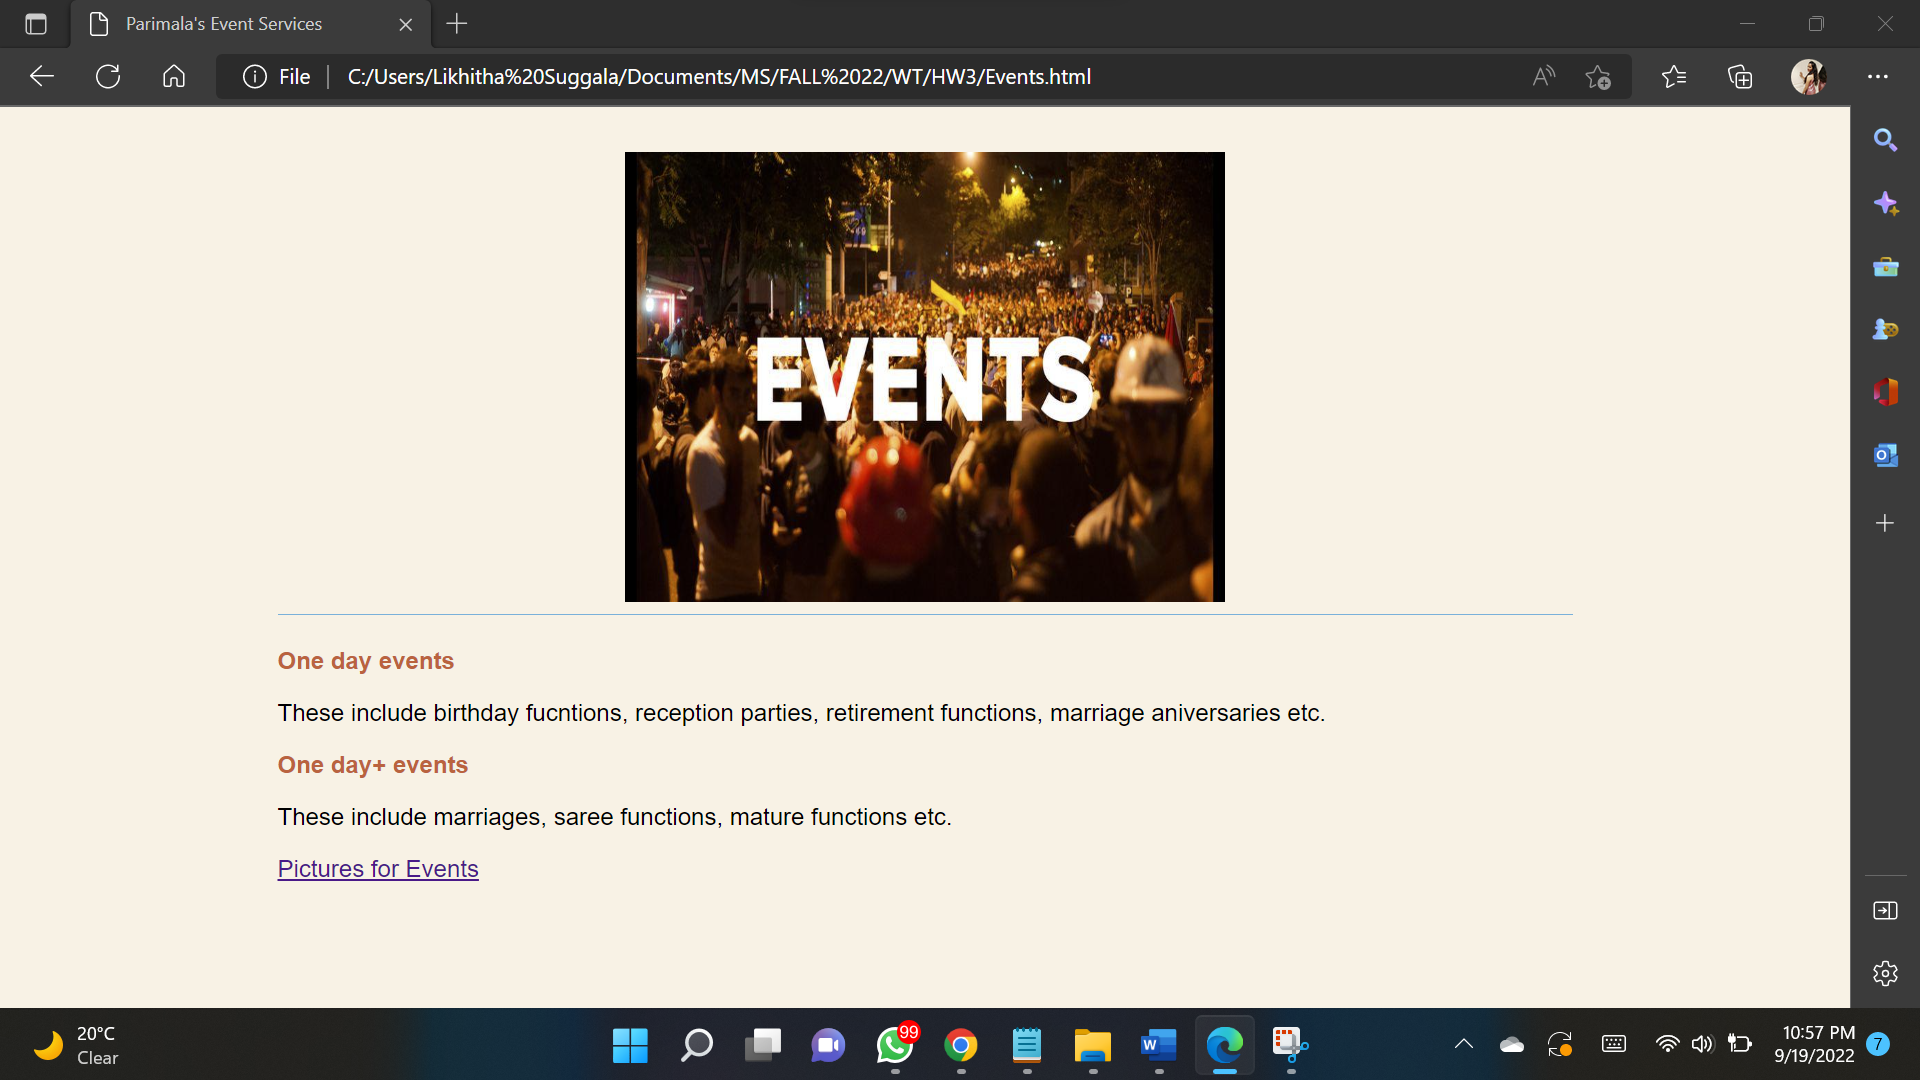 Parimala's Event Services
File
C:/Users/Likhitha%20Suggala/Documents/MS/FALL%2022/WT/HW3/Events.html
EVENTS
One day events
These include birthday fucntions, reception parties, retirement functions, marriage aniversaries etc.
One day+ events
These include marriages, saree functions, mature functions etc.
Pictures for Events
20°C
Clear
99
10:57 PM
9/19/2022
7